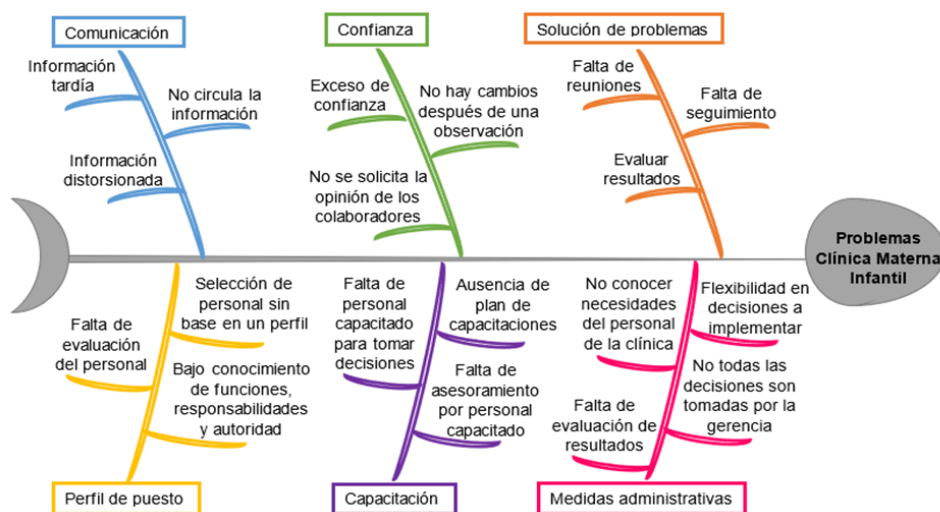 Comunicación
Información
tardía
No circula la
información
Información
distorsionada
Confianza
Exceso de
confianza
No hay cambios
después de una
observación
No se solicita la
opinión de los
colaboradores
Solución de problemas
Falta de
reuniones
Falta de
seguimiento
Evaluar
resultados
Problemas
Clínica Materna
Infantil
Selección de
personal sin
base en un perfil
Falta de
evaluación
del personal
Bajo conocimiento
de funciones,
responsabilidades
y autoridad
Perfil de puesto
Falta de
personal
capacitado
para tomar
decisiones
Ausencia de
plan de
capacitaciones
Falta de
asesoramiento
por personal
capacitado
Capacitación
No conocer
necesidades
del personal
de la clínica
Flexibilidad en
decisiones a
implementar
No todas las
decisiones son
tomadas por la
gerencia
Falta de
evaluación de
resultados
Medidas administrativas